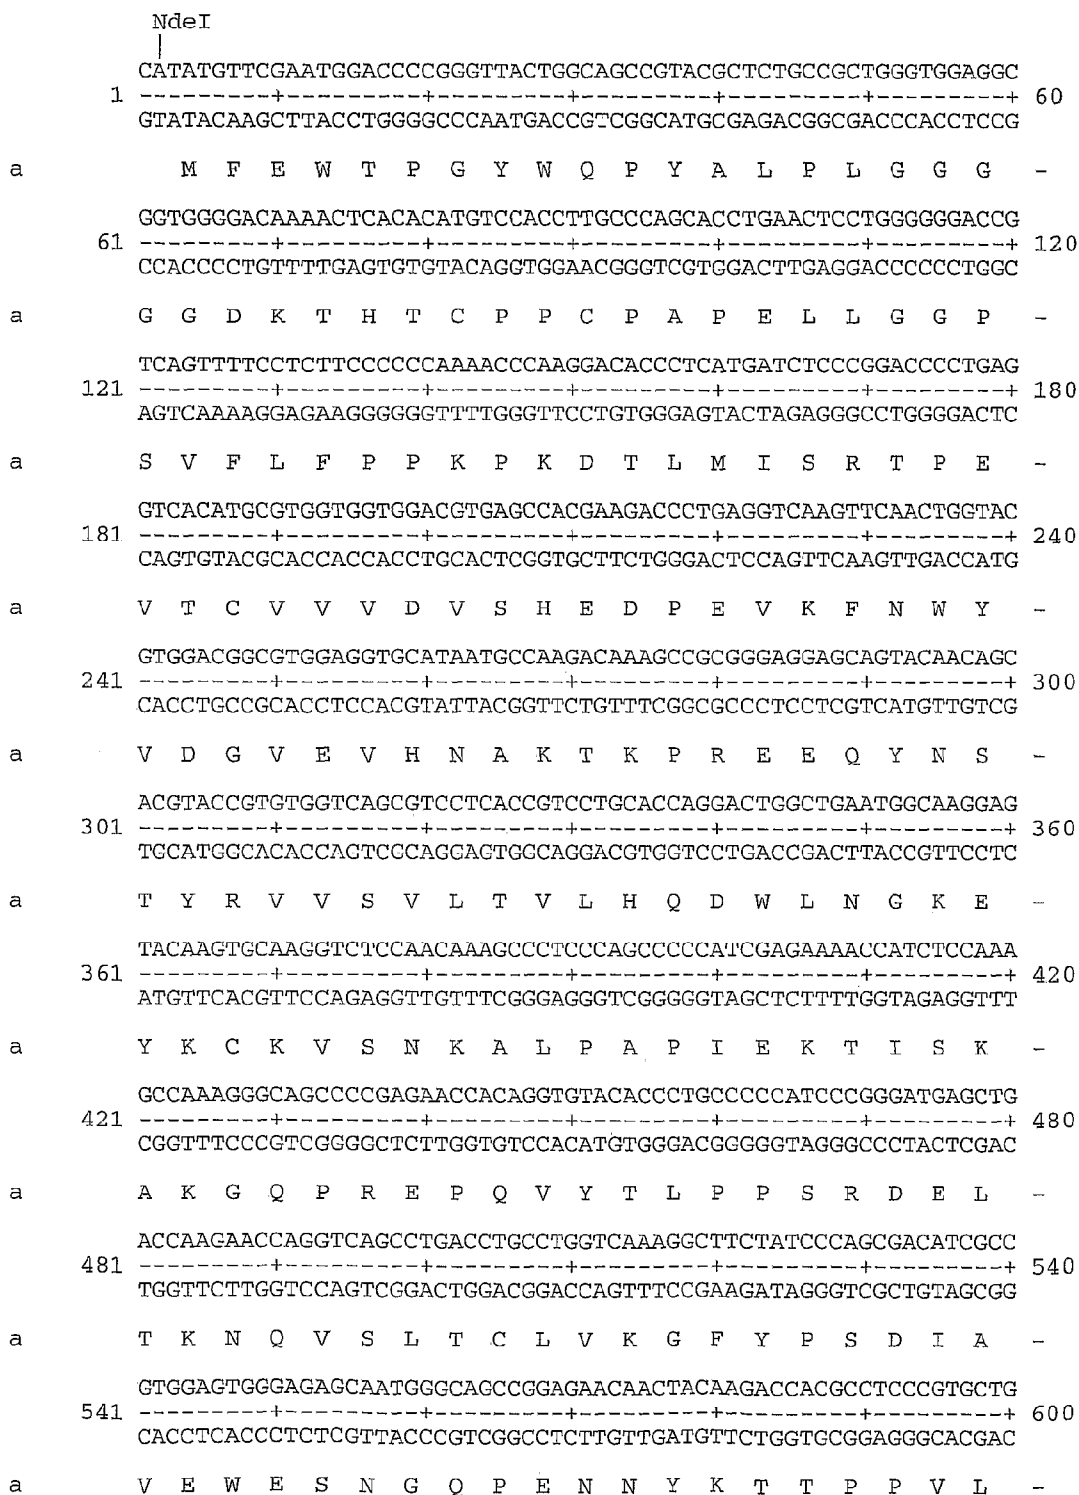 NdeI
|
CATATGTTCGAATGGACCCCGGGTTACTGGCAGCCGTACGCTCTGCCGCTGGGTGGAGGC
1 ---------+---------+---------+---------+---------+---------+ 60
GTATACAAGCTTACCTGGGGCCCAATGACCGTCGGCATGCGAGACGGCGACCCACCTCCG
a M F E W T P G Y W Q P Y A L P L G G G -
GGTGGGGACAAAACTCACACATGTCCACCTTGCCCAGCACCTGAACTCCTGGGGGGACCG
61 ---------+---------+---------+---------+---------+---------+ 120
CCACCCCTGTTTTGAGTGTGTACAGGTGGAACGGGTCGTGGACTTGAGGACCCCCCTGGC
a G G D K T H T C P P C P A P E L L G G P -
TCAGTTTTCCTCTTCCCCCCAAAACCCAAGGACACCCTCATGATCTCCCGGACCCCTGAG
121 ---------+---------+---------+---------+---------+---------+ 180
AGTCAAAAGGAGAAGGGGGGTTTTGGGTTCCTGTGGGAGTACTAGAGGGCCTGGGGACTC
a S V F L F P P K P K D T L M I S R T P E -
GTCACATGCGTGGTGGTGGACGTGAGCCACGAAGACCCTGAGGTCAAGTTCAACTGGTAC
181 ---------+---------+---------+---------+---------+---------+ 240
CAGTGTACGCACCACCACCTGCACTCGGTGCTTCTGGGACTCCAGTTCAAGTTGACCATG
a V T C V V V D V S H E D P E V K F N W Y -
GTGGACGGCGTGGAGGTGCATAATGCCAAGACAAAGCCGCGGGAGGAGCAGTACAACAGC
241 ---------+---------+---------+---------+---------+---------+ 300
CACCTGCCGCACCTCCACGTATTACGGTTCTGTTTCGGCGCCCTCCTCGTCATGTTGTCG
a V D G V E V H N A K T K P R E E Q Y N S -
ACGTACCGTGTGGTCAGCGTCCTCACCGTCCTGCACCAGGACTGGCTGAATGGCAAGGAG
301 ---------+---------+---------+---------+---------+---------+ 360
TGCATGGCACACCAGTCGCAGGAGTGGCAGGACGTGGTCCTGACCGACTTACCGTTCCTC
a T Y R V V S V L T V L H Q D W L N G K E -
TACAAGTGCAAGGTCTCCAACAAAGCCCTCCCAGCCCCCATCGAGAAAACCATCTCCAAA
361 ---------+---------+---------+---------+---------+---------+ 420
ATGTTCACGTTCCAGAGGTTGTTTCGGGAGGGTCGGGGGTAGCTCTTTTGGTAGAGGTTT
a Y K C K V S N K A L P A P I E K T I S K -
GCCAAAGGGCAGCCCCGAGAACCACAGGTGTACACCCTGCCCCCATCCCGGGATGAGCTG
421 ---------+---------+---------+---------+---------+---------+ 480
CGGTTTCCCGTCGGGGCTCTTGGTGTCCACATGTGGGACGGGGGTAGGGCCCTACTCGAC
a A K G Q P R E P Q V Y T L P P S R D E L -
ACCAAGAACCAGGTCAGCCTGACCTGCCTGGTCAAAGGCTTCTATCCCAGCGACATCGCC
481 ---------+---------+---------+---------+---------+---------+ 540
TGGTTCTTGGTCCAGTCGGACTGGACGGACCAGTTTCCGAAGATAGGGTCGCTGTAGCGG
a T K N Q V S L T C L V K G F Y P S D I A -
GTGGAGTGGGAGAGCAATGGGCAGCCGGAGAACAACTACAAGACCACGCCTCCCGTGCTG
541 ---------+---------+---------+---------+---------+---------+ 600
CACCTCACCCTCTCGTTACCCGTCGGCCTCTTGTTGATGTTCTGGTGCGGAGGGCACGAC
a V E W E S N G Q P E N N Y K T T P P V L -